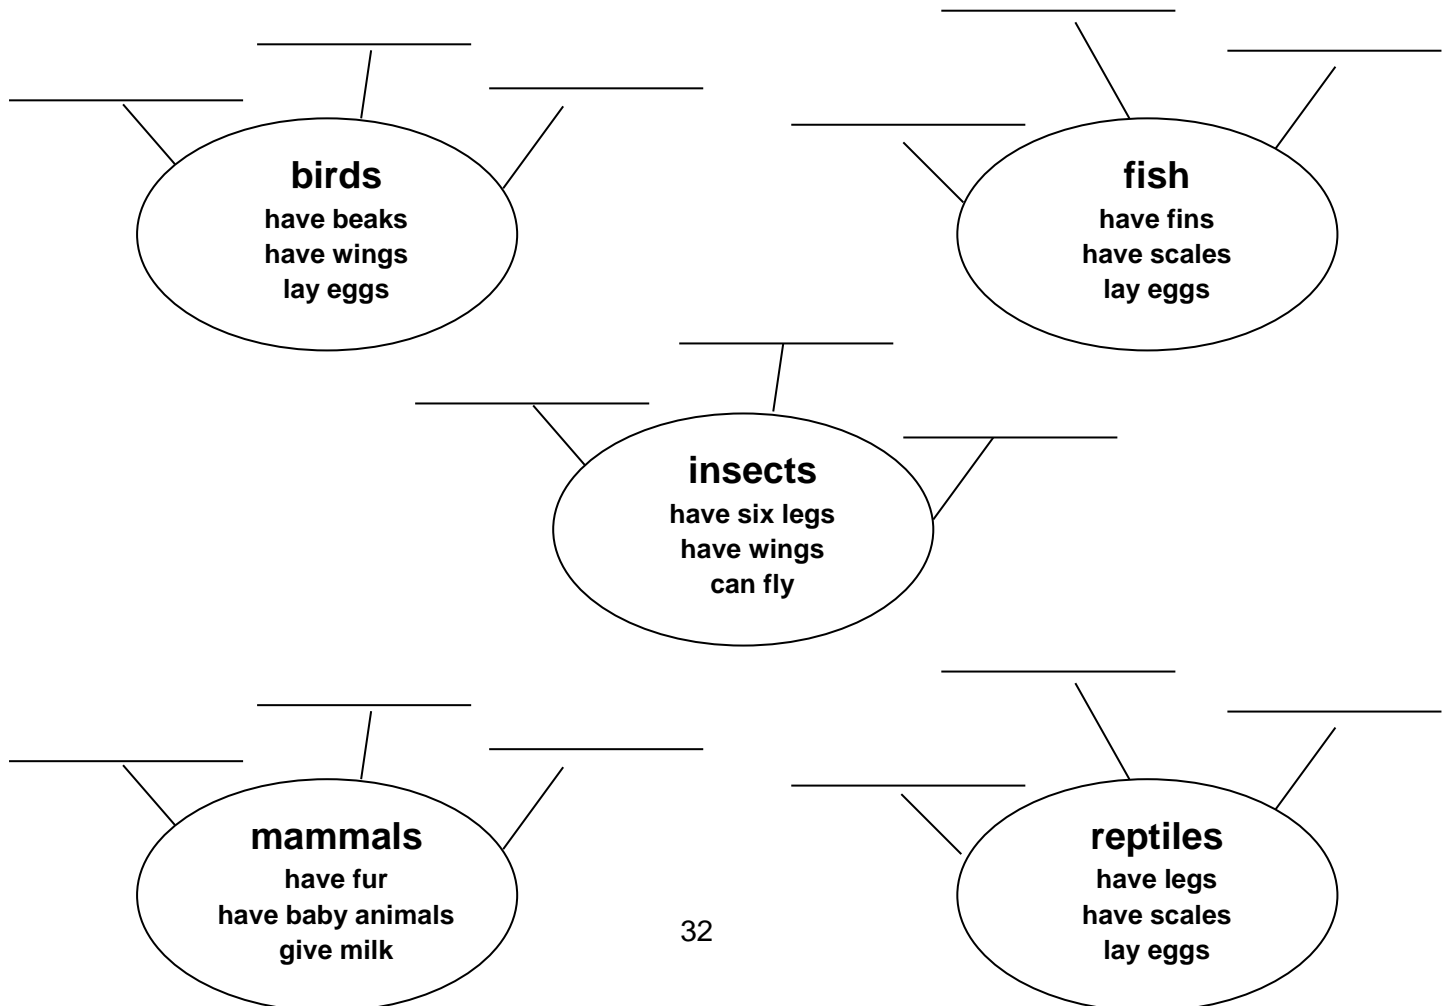 birds
have beaks
have wings
lay eggs
fish
have fins
have scales
lay eggs
insects
have six legs
have wings
can fly
mammals
have fur
have baby animals
give milk
reptiles
have legs
have scales
lay eggs
32